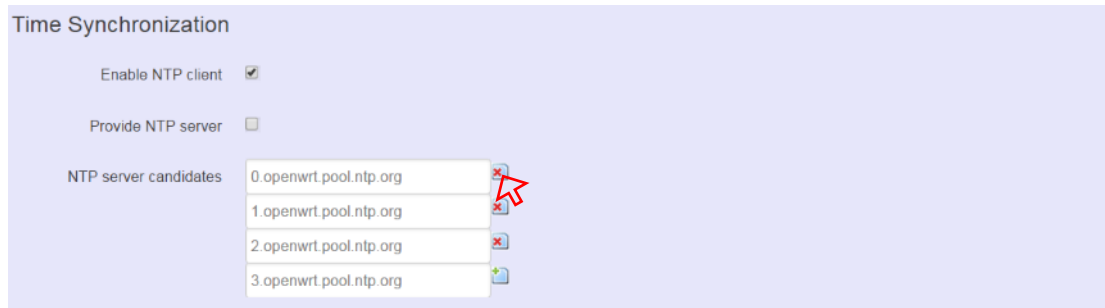 Time Synchronization
Enable NTP client
Provide NTP server
NTP server candidates 0.openwrt.pool.ntp.org
1.openwrt.pool.ntp.org
2.openwrt.pool.ntp.org
3.openwrt.pool.ntp.org